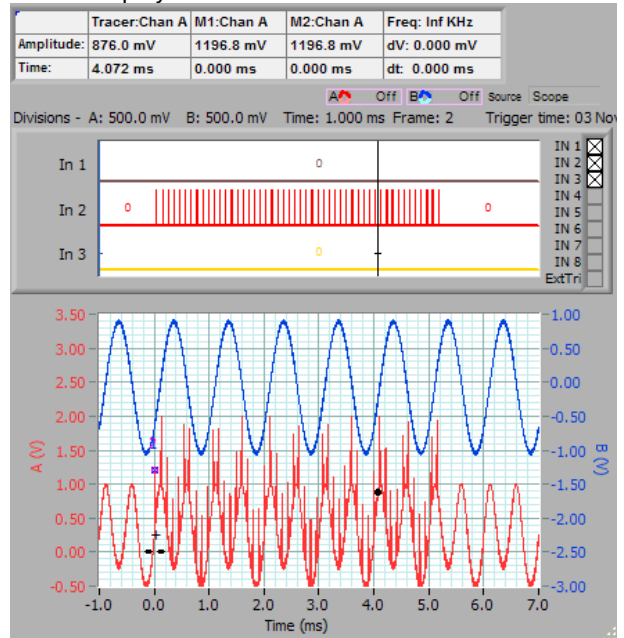 Tracer:Chan A M1:Chan A M2:Chan A Freq: Inf KHz
Amplitude: 876.0 mV 1196.8 mV 1196.8 mV dV: 0.000 mV
Time: 4.072 ms 0.000 ms 0.000 ms dt: 0.000 ms
A Off B Off Source Scope
Divisions - A: 500.0 mV B: 500.0 mV Time: 1.000 ms Frame: 2 Trigger time: 03 Nov
In 1 0 IN 1
IN 2
IN 3
In 2 0 0 IN 4
IN 5
IN 6
In 3 0 IN 7
IN 8
ExtTri
3.50 1.00
3.00 0.50
2.50 0.00
2.00 -0.50
1.50 -1.00
1.00 -1.50
0.50 -2.00
0.00 -2.50
-0.50 -3.00
A (V)
B (V)
-1.0 0.0 1.0 2.0 3.0 4.0 5.0 6.0 7.0
Time (ms)